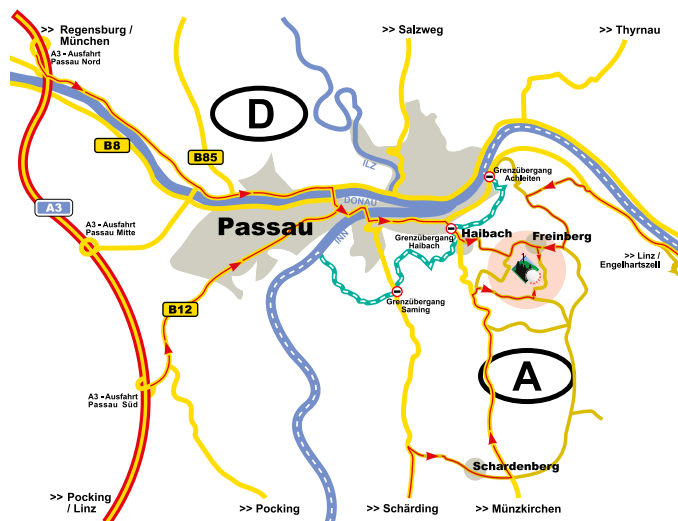 >> Regensburg /
München
>> Salzweg
>> Thyrnau
A3 - Ausfahrt
Passau Nord
D
B8
B85
ILZ
Grenzübergang
Achleiten
A3
DONAU
Passau
INN
A3 - Ausfahrt
Passau Mitte
Haibach
Freinberg
Grenzübergang
Haibach
>> Linz /
Engelhartszell
Grenzübergang
Saming
B12
A
A3 - Ausfahrt
Passau Süd
Schardenberg
>> Pocking
/ Linz
>> Pocking
>> Schärding
>> Münzkirchen